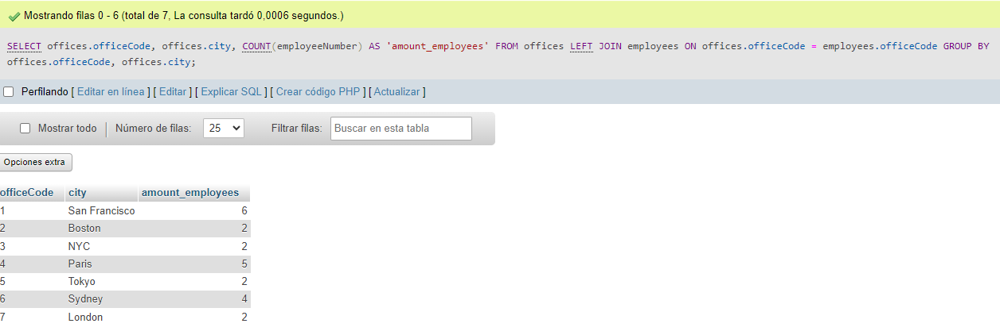 Mostrando filas 0 - 6 (total de 7, La consulta tardó 0,0006 segundos.)
SELECT offices.officeCode, offices.city, COUNT(employeeNumber) AS 'amount_employees' FROM offices LEFT JOIN employees ON offices.officeCode = employees.officeCode GROUP BY
offices.officeCode, offices.city;
Perfilando [ Editar en línea ] [ Editar ] [ Explicar SQL ] [ Crear código PHP ] [ Actualizar ]
Mostrar todo | Número de filas: 25 Filtrar filas: Buscar en esta tabla
Opciones extra
officeCode city amount_employees
1 San Francisco 6
2 Boston 2
3 NYC 2
4 Paris 5
5 Tokyo 2
6 Sydney 4
7 London 2